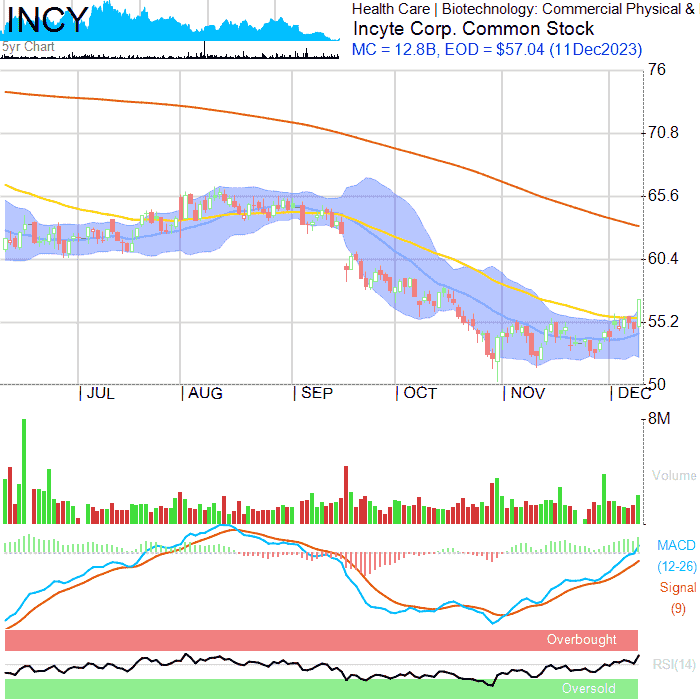 INCY
5yr Chart
Health Care | Biotechnology: Commercial Physical &
Incyte Corp. Common Stock
MC = 12.8B, EOD = $57.04 (11Dec2023)
76
70.8
65.6
60.4
55.2
50
JUL
AUG
SEP
OCT
NOV
DEC
8M
Volume
MACD
(12-26)
Signal
(9)
Overbought
RSI(14)
Oversold